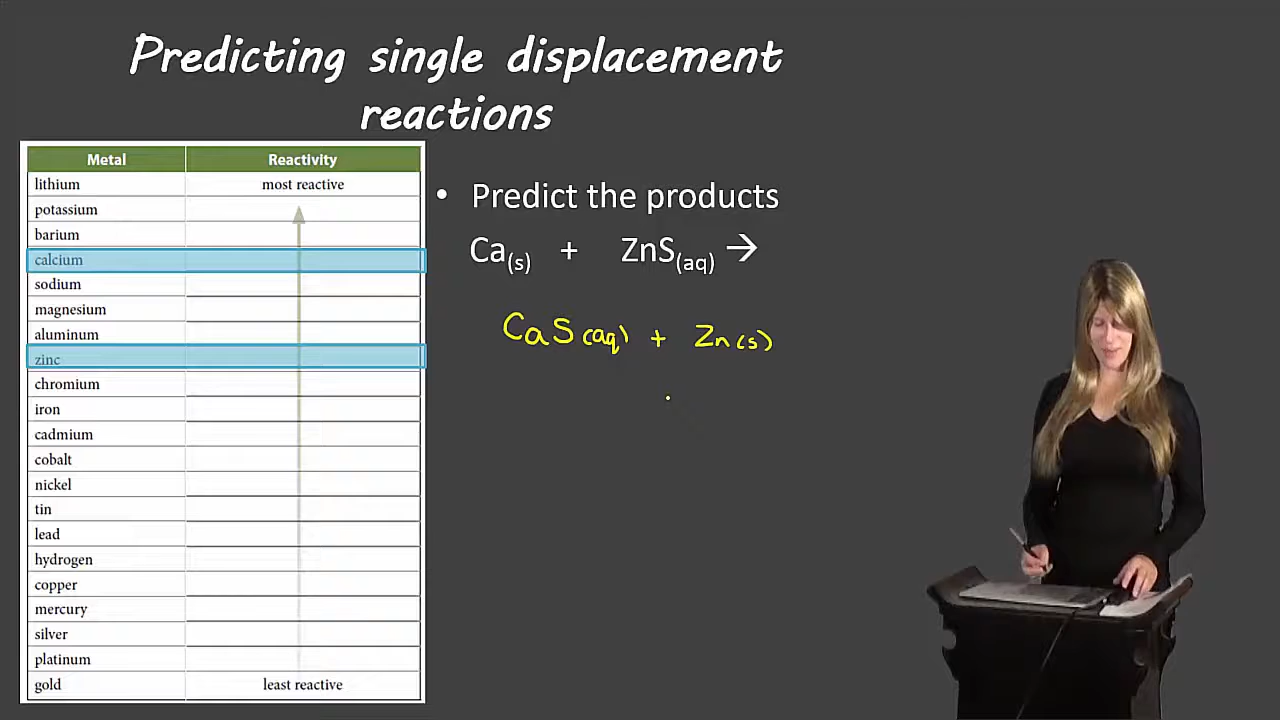 Predicting single displacement
reactions
Metal Reactivity
lithium most reactive
potassium
barium
calcium
sodium
magnesium
aluminum
zinc
chromium
iron
cadmium
cobalt
nickel
tin
lead
hydrogen
copper
mercury
silver
platinum
gold least reactive
• Predict the products
Ca(s) + ZnS(aq) →
CaS(aq) + Zn(s)